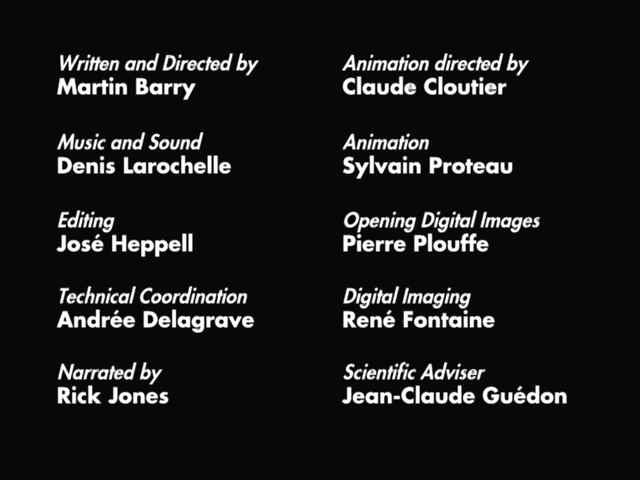 Written and Directed by
Martin Barry
Music and Sound
Denis Larochelle
Editing
José Heppell
Technical Coordination
Andrée Delagrave
Narrated by
Rick Jones
Animation directed by
Claude Cloutier
Animation
Sylvain Proteau
Opening Digital Images
Pierre Plouffe
Digital Imaging
René Fontaine
Scientific Adviser
Jean-Claude Guédon